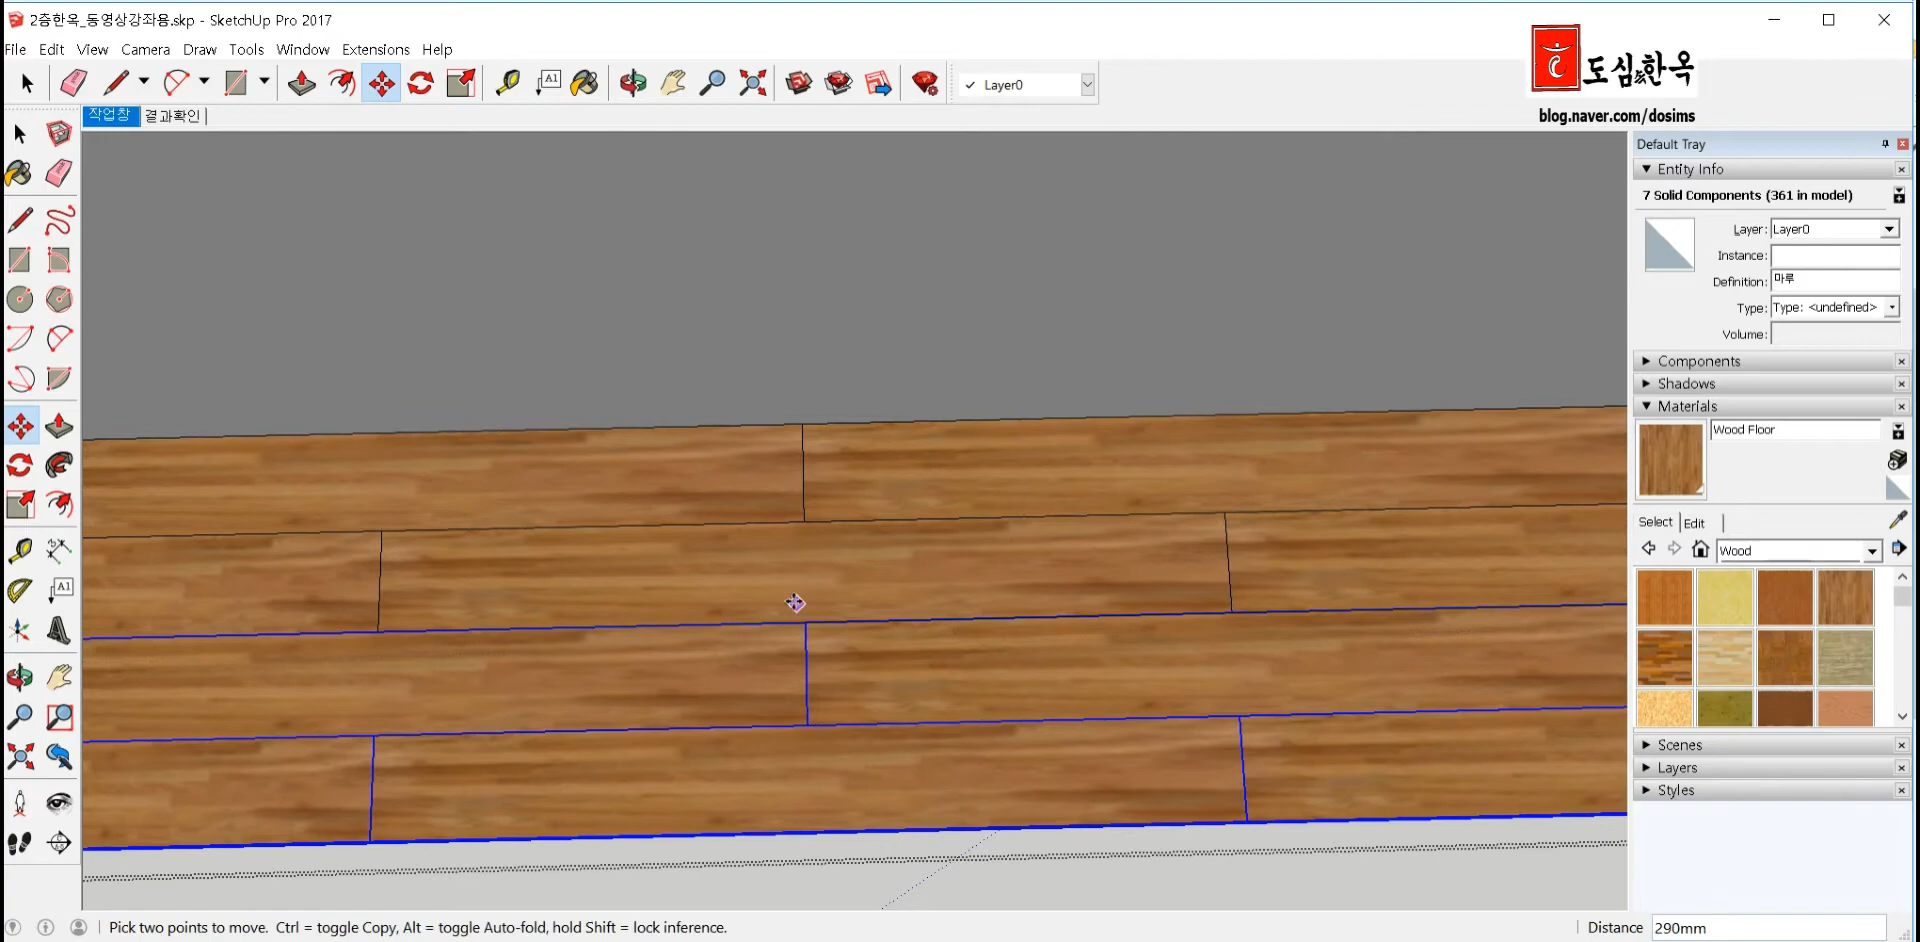 2층한옥_동영상강좌용.skp - SketchUp Pro 2017
File Edit View Camera Draw Tools Window Extensions Help
도심속한옥
A1
Layer0
blog.naver.com/dosims
작업창 결과확인
Default Tray
Entity Info
7 Solid Components (361 in model)
Layer: Layer0
Instance:
Definition: 마루
Type: Type: <undefined>
Volume:
Components
Shadows
Materials
Wood Floor
Select Edit
Wood
A1
Scenes
Layers
Styles
Pick two points to move. Ctrl = toggle Copy, Alt = toggle Auto-fold, hold Shift = lock inference.
Distance 290mm